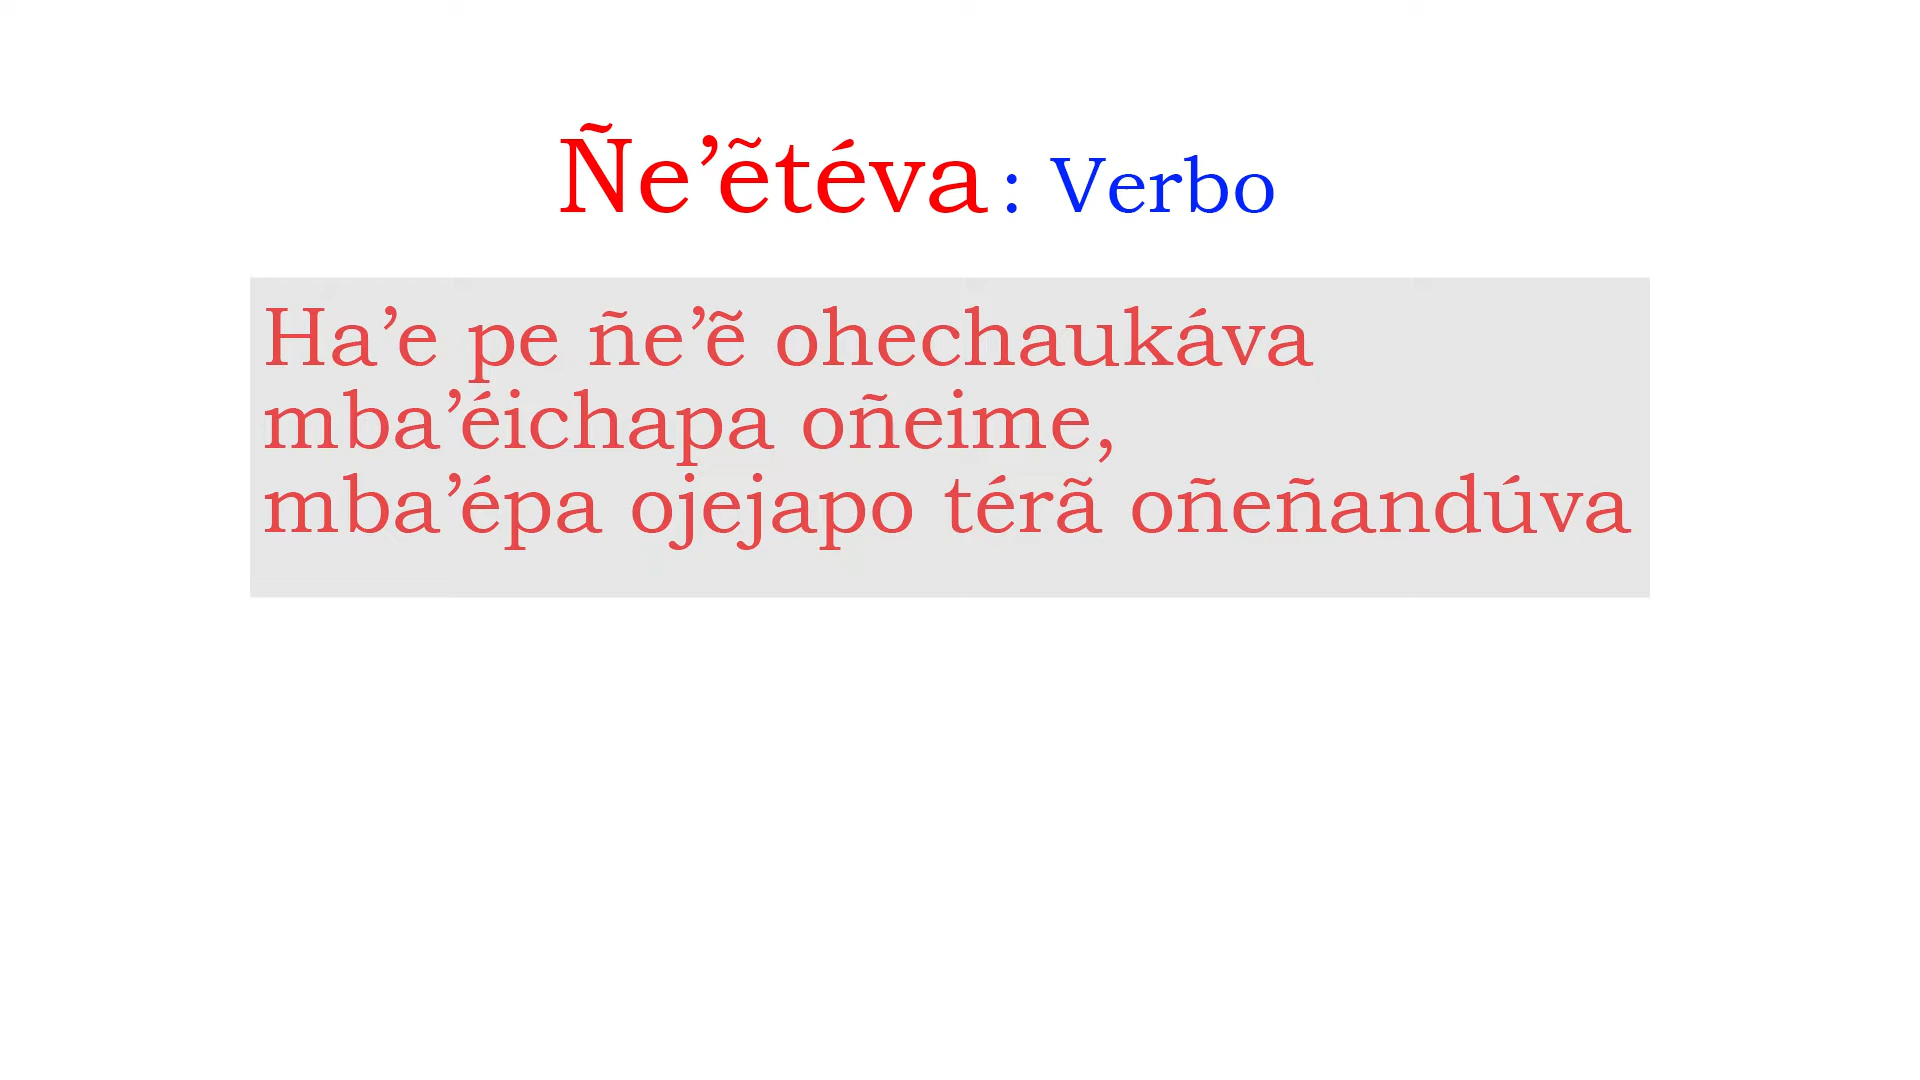 Ñe’ẽtéva : Verbo
Ha’e pe ñe’ẽ ohechaukáva
mba’éichapa oñeime,
mba’épa ojejapo térã oñeñandúva